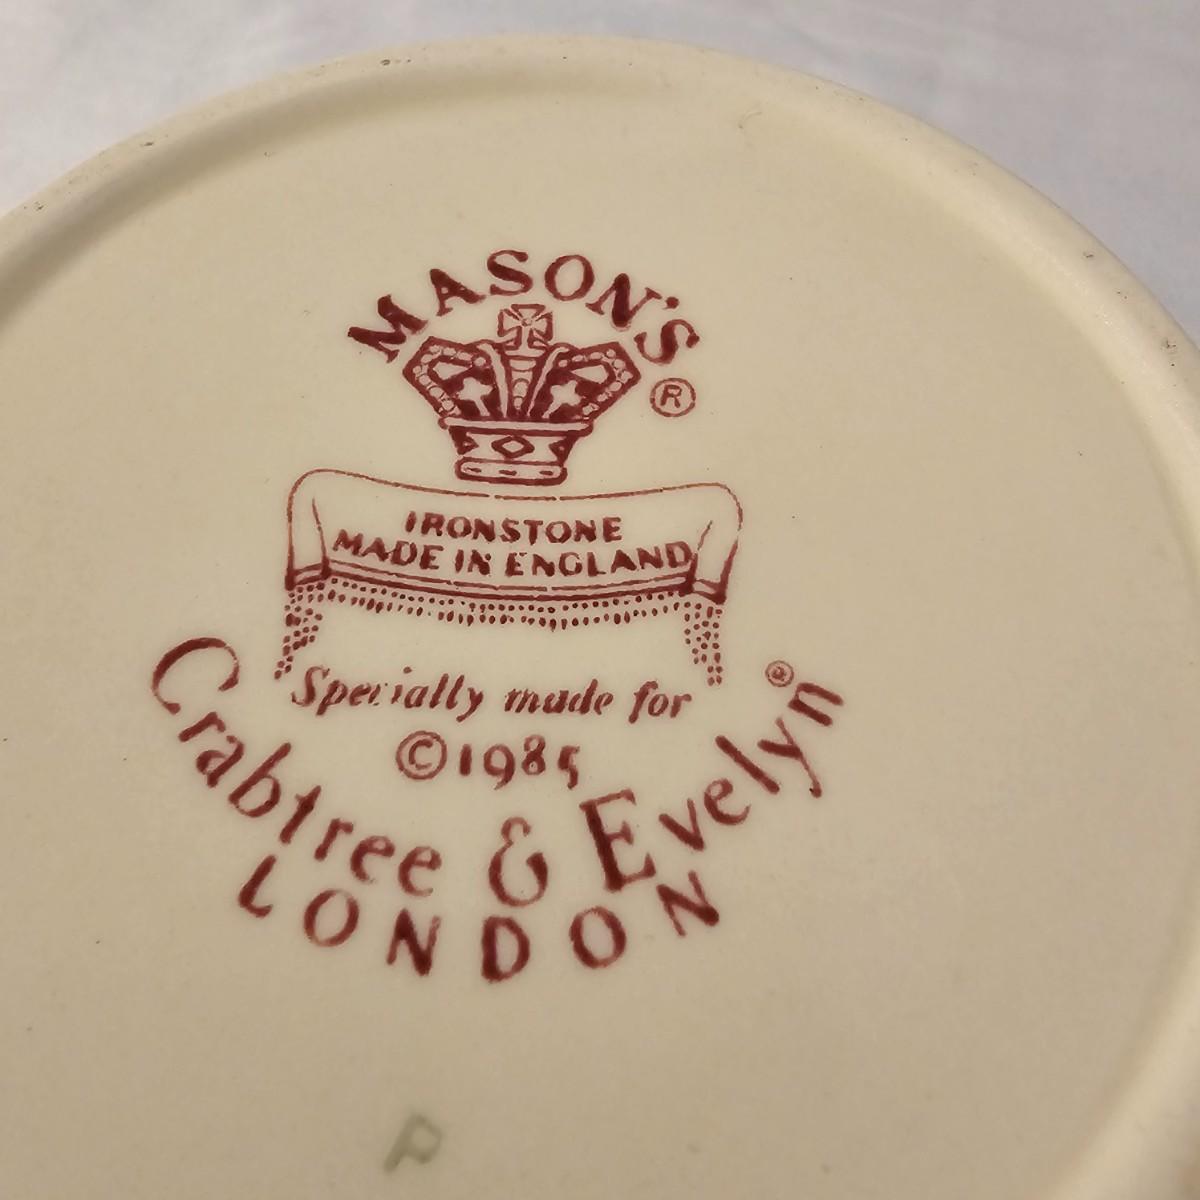 MASON'S ®
IRONSTONE
MADE IN ENGLAND
Specially made for
© 1985
Crabtree & Evelyn ®
LONDON
P